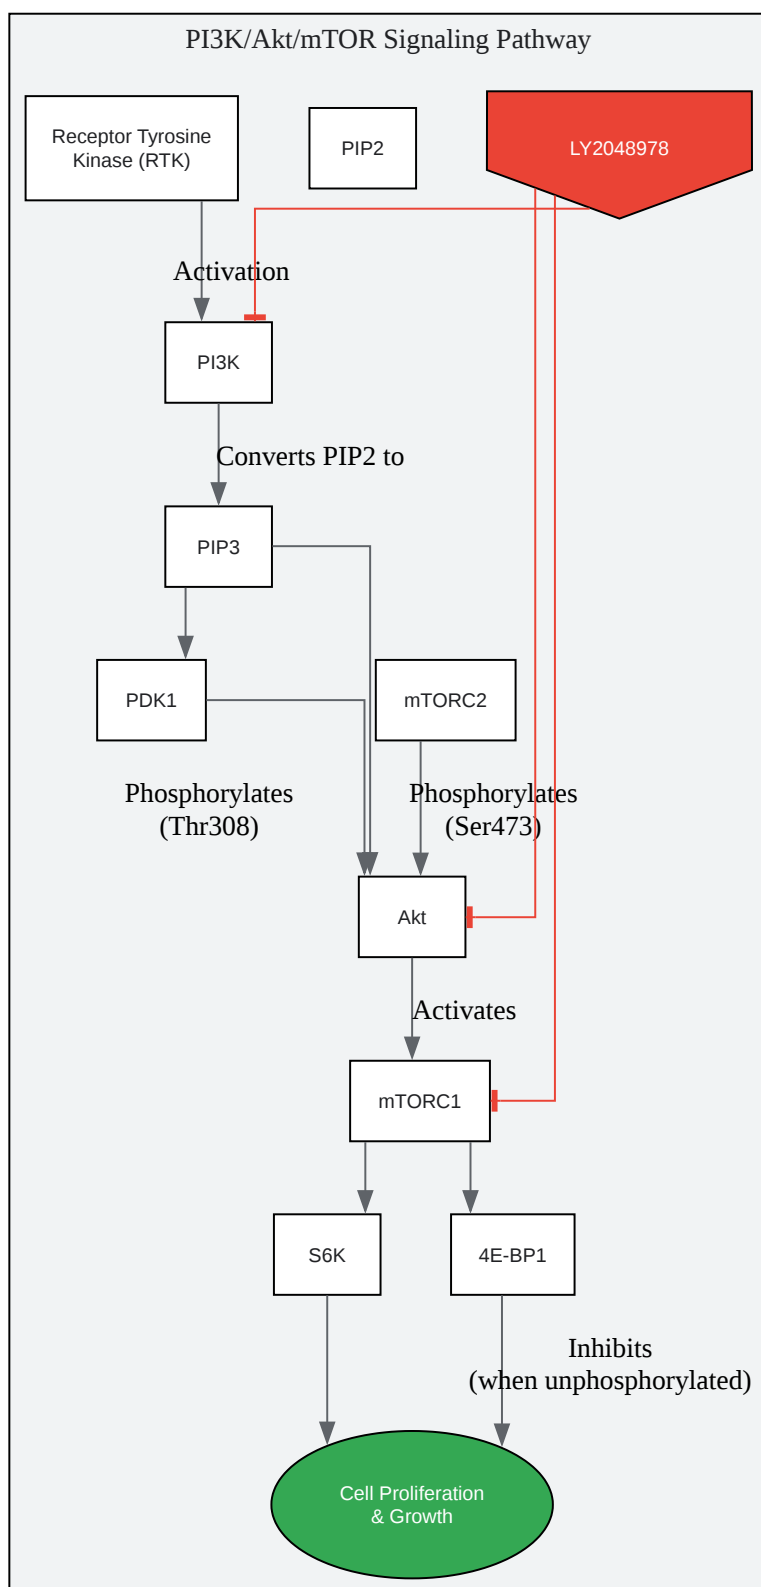 PI3K/Akt/mTOR Signaling Pathway
Receptor Tyrosine
Kinase (RTK)
PIP2
LY2048978
Activation
PI3K
Converts PIP2 to
PIP3
PDK1
mTORC2
Phosphorylates
(Thr308)
Phosphorylates
(Ser473)
Akt
Activates
mTORC1
S6K
4E-BP1
Inhibits
(when unphosphorylated)
Cell Proliferation
& Growth